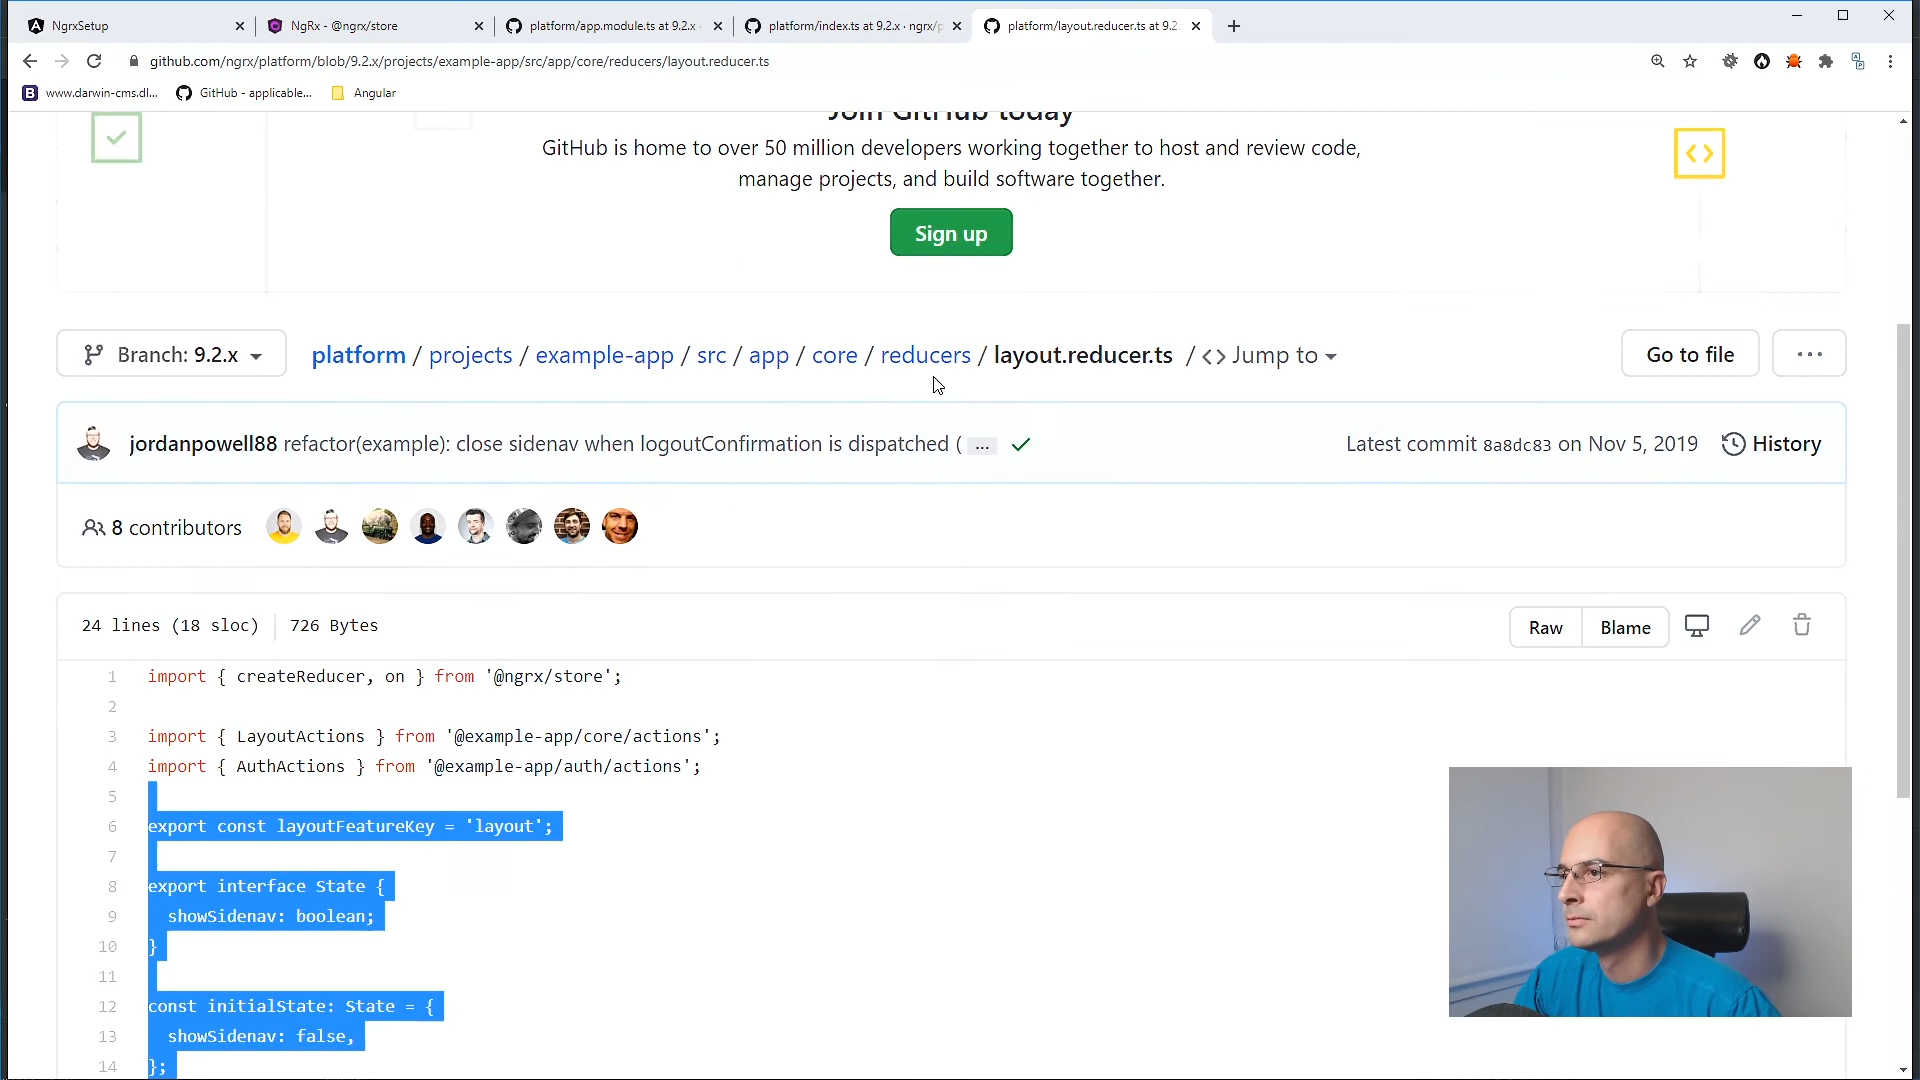 NgrxSetup
NgRx - @ngrx/store
platform/app.module.ts at 9.2.x ·
platform/index.ts at 9.2.x · ngrx/p
platform/layout.reducer.ts at 9.2
github.com/ngrx/platform/blob/9.2.x/projects/example-app/src/app/core/reducers/layout.reducer.ts
www.darwin-cms.dl...
GitHub - applicable...
Angular
Join GitHub today
GitHub is home to over 50 million developers working together to host and review code,
manage projects, and build software together.
Sign up
Branch: 9.2.x
platform / projects / example-app / src / app / core / reducers / layout.reducer.ts / <> Jump to
Go to file
...
jordanpowell88 refactor(example): close sidenav when logoutConfirmation is dispatched ( ...
Latest commit 8a8dc83 on Nov 5, 2019
History
8 contributors
24 lines (18 sloc)
726 Bytes
Raw
Blame
1 import { createReducer, on } from '@ngrx/store';
2
3 import { LayoutActions } from '@example-app/core/actions';
4 import { AuthActions } from '@example-app/auth/actions';
5
6 export const layoutFeatureKey = 'layout';
7
8 export interface State {
9 showSidenav: boolean;
10 }
11
12 const initialState: State = {
13 showSidenav: false,
14 };